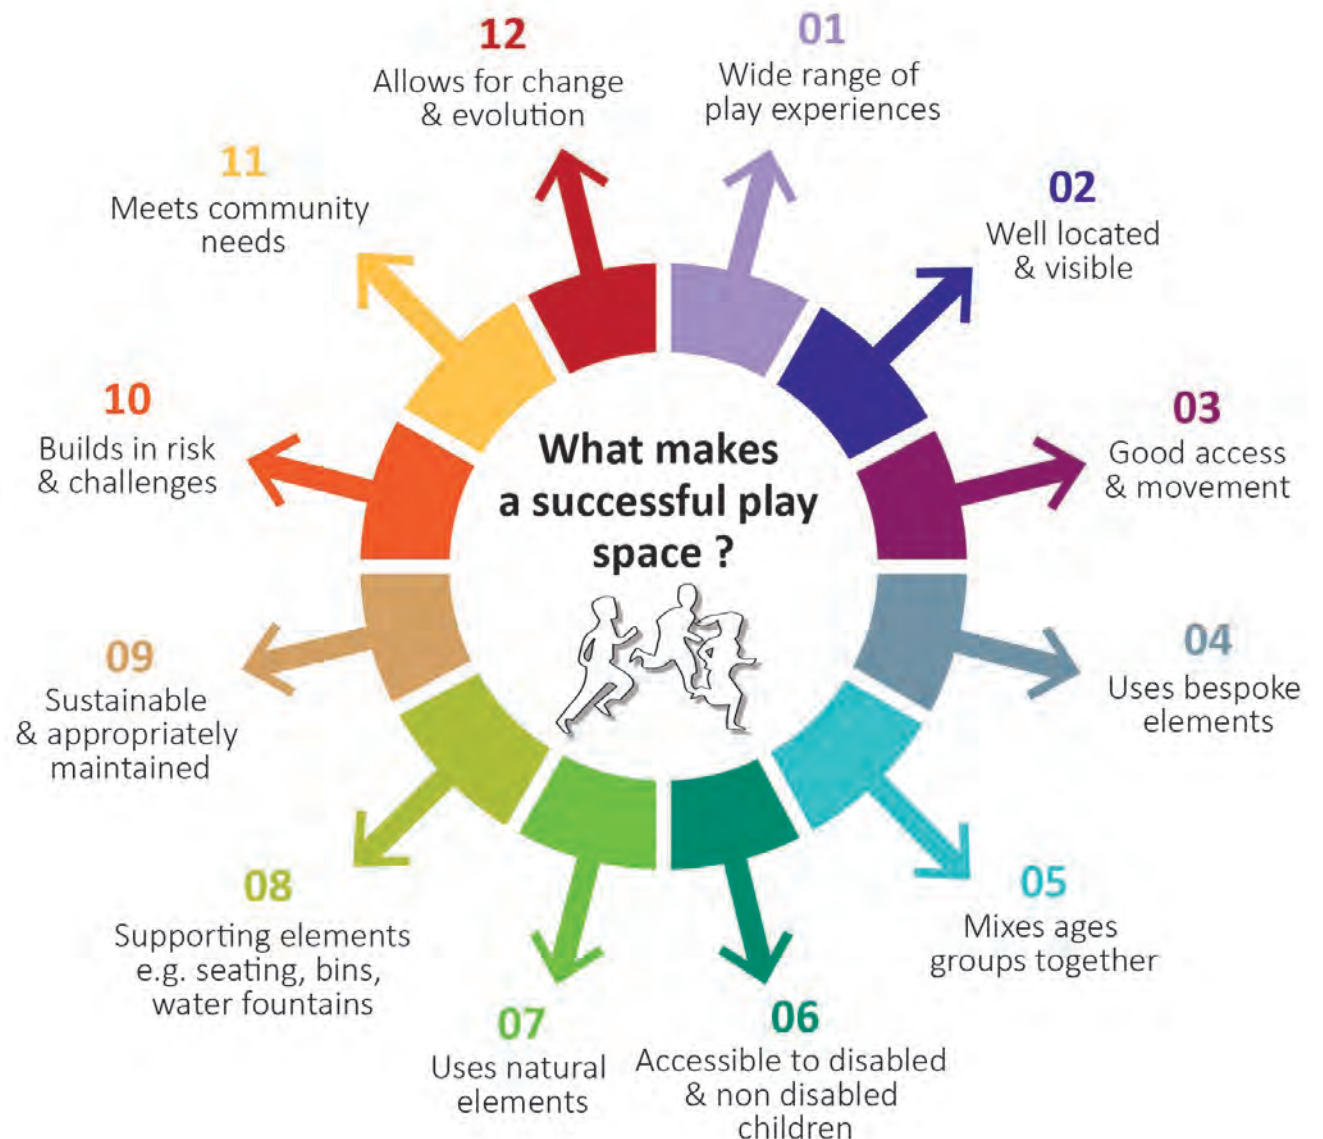 What makes
a successful play
space ?
01
Wide range of
play experiences
02
Well located
& visible
03
Good access
& movement
04
Uses bespoke
elements
05
Mixes ages
groups together
06
Accessible to disabled
& non disabled
children
07
Uses natural
elements
08
Supporting elements
e.g. seating, bins,
water fountains
09
Sustainable
& appropriately
maintained
10
Builds in risk
& challenges
11
Meets community
needs
12
Allows for change
& evolution